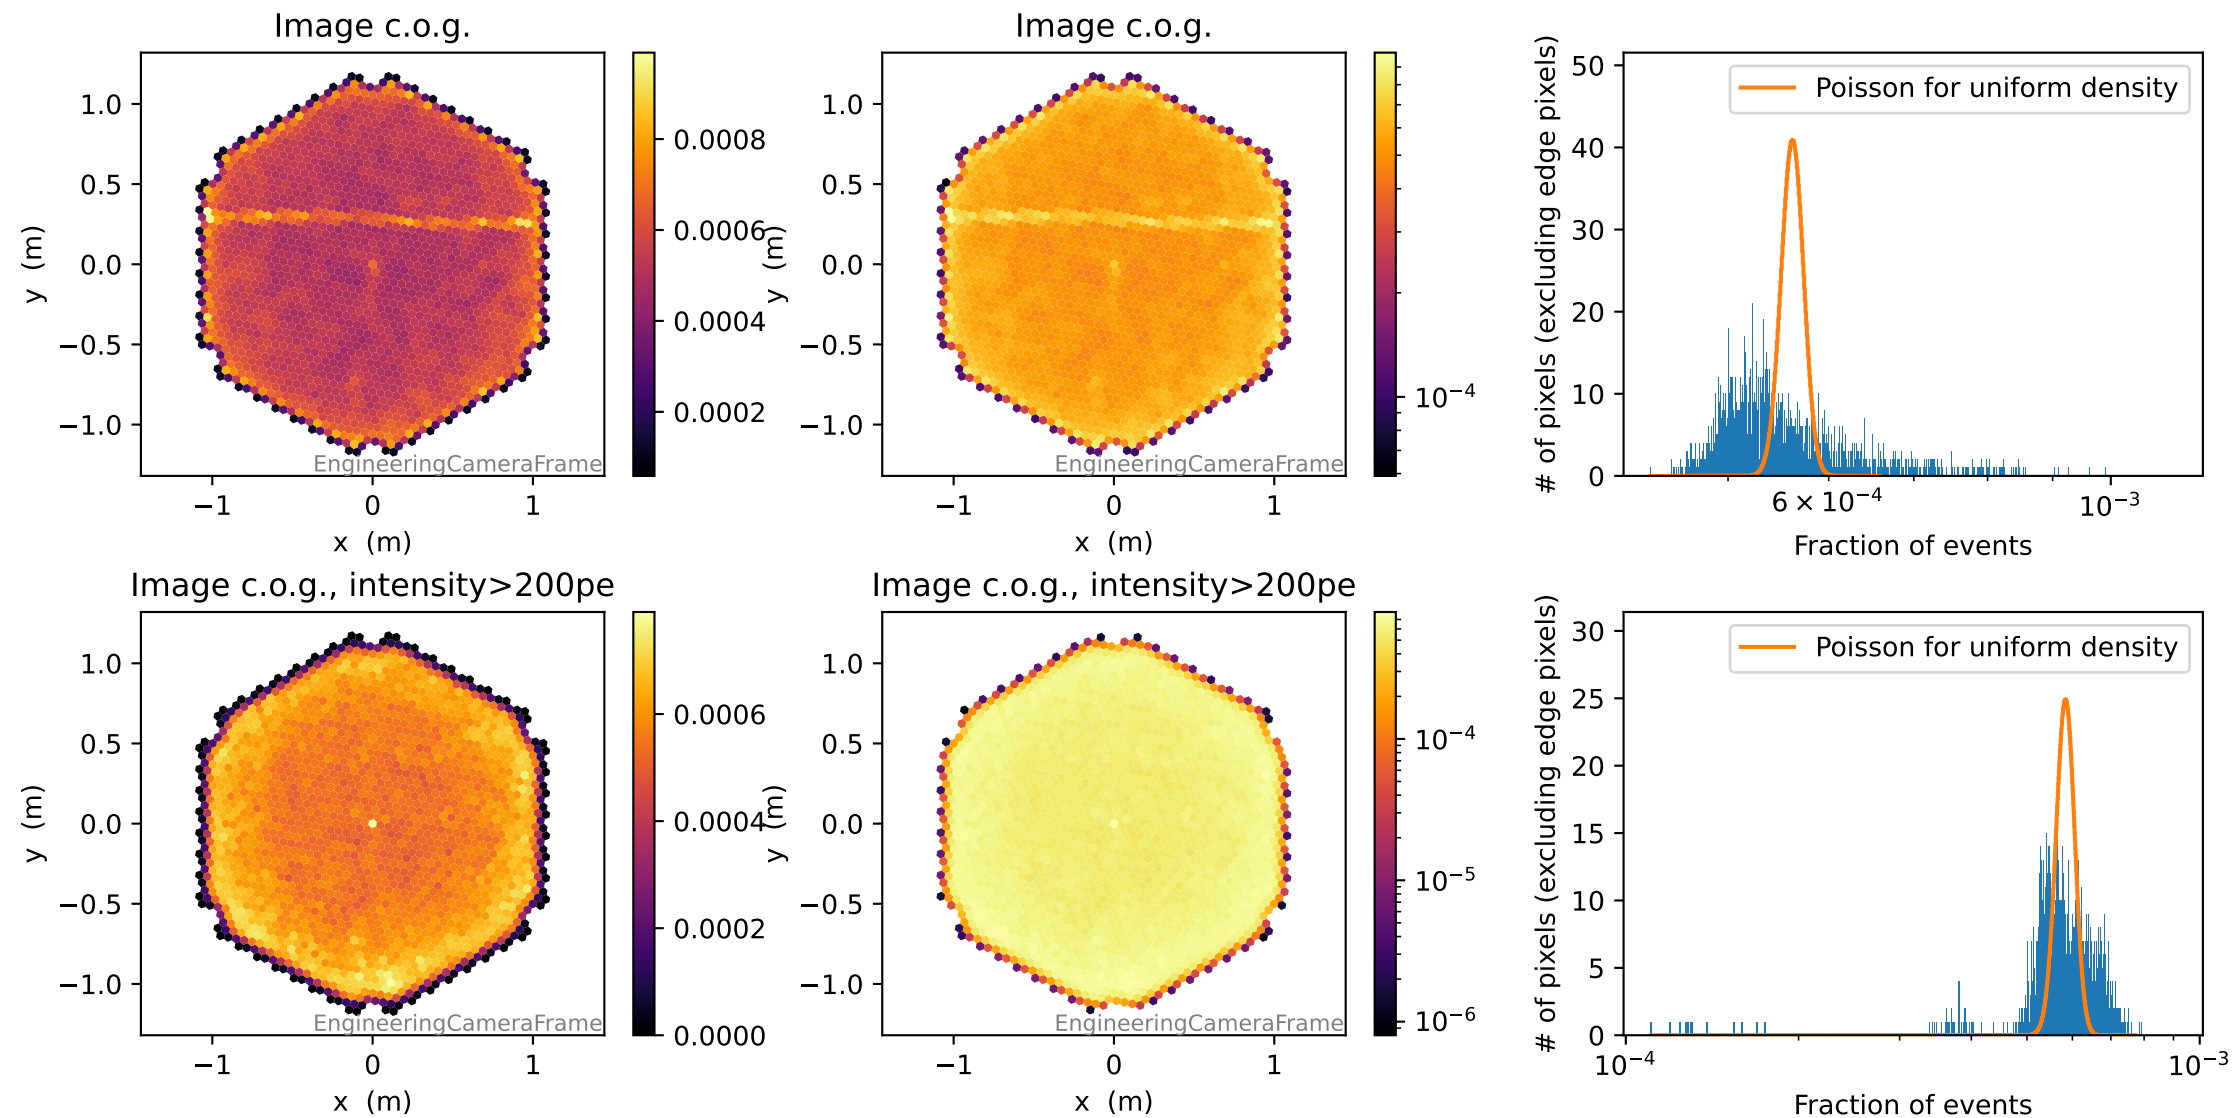 Image c.o.g.
1.0
0.5
0.0
−0.5
−1.0
y (m)
EngineeringCameraFrame
−1
0
1
x (m)
0.0008
0.0006
0.0004
0.0002
Image c.o.g.
1.0
0.5
0.0
−0.5
−1.0
y (m)
EngineeringCameraFrame
−1
0
1
x (m)
10⁻⁴
# of pixels (excluding edge pixels)
50
40
30
20
10
0
Poisson for uniform density
6 × 10⁻⁴
10⁻³
Fraction of events
Image c.o.g., intensity>200pe
1.0
0.5
0.0
−0.5
−1.0
y (m)
EngineeringCameraFrame
−1
0
1
x (m)
0.0006
0.0004
0.0002
0.0000
Image c.o.g., intensity>200pe
1.0
0.5
0.0
−0.5
−1.0
y (m)
EngineeringCameraFrame
−1
0
1
x (m)
10⁻⁴
10⁻⁵
10⁻⁶
# of pixels (excluding edge pixels)
30
25
20
15
10
5
0
Poisson for uniform density
10⁻⁴
10⁻³
Fraction of events